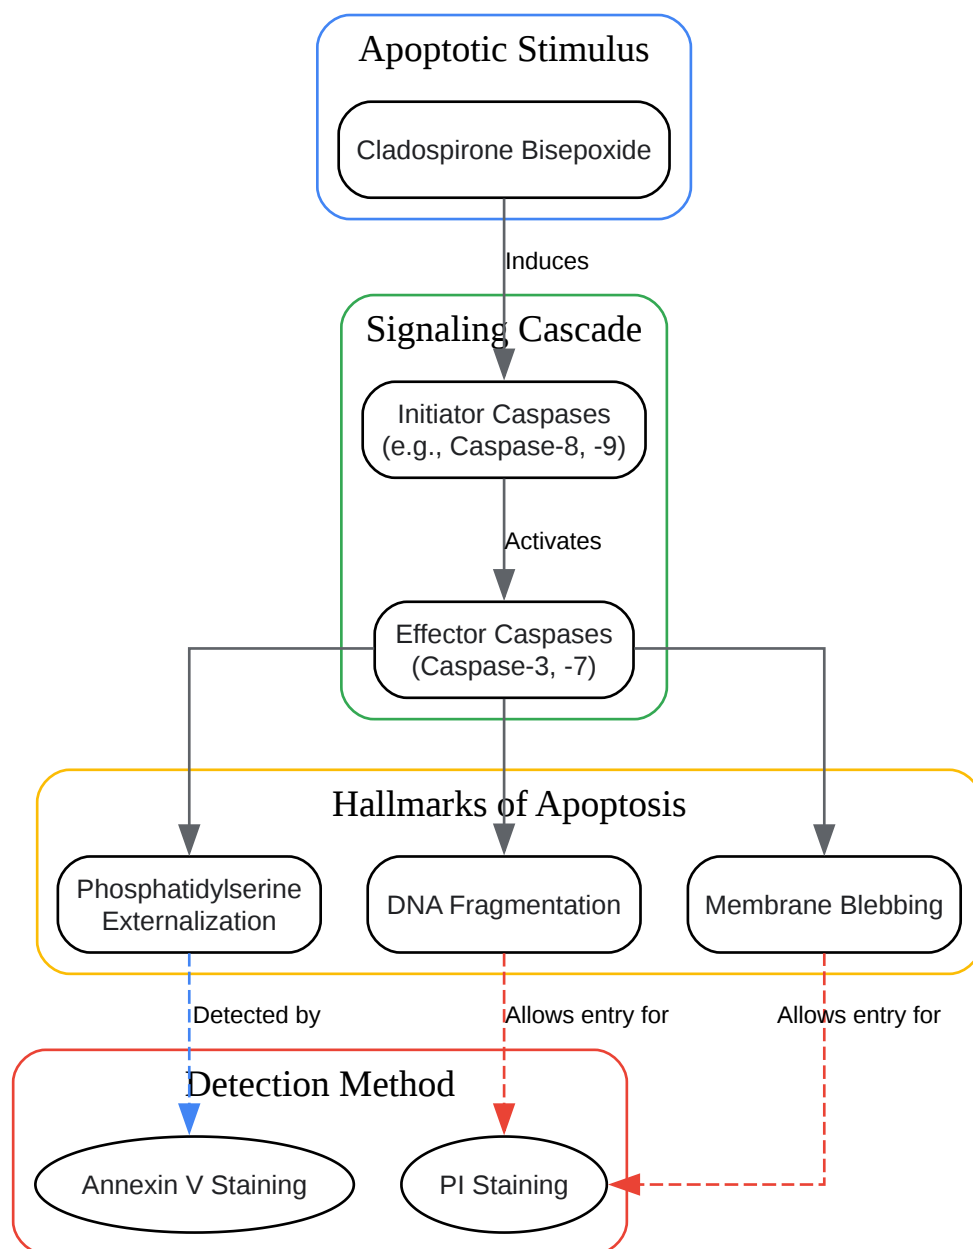 Apoptotic Stimulus
Cladospirone Bisepoxide
Induces
Signaling Cascade
Initiator Caspases
(e.g., Caspase-8, -9)
Activates
Effector Caspases
(Caspase-3, -7)
Hallmarks of Apoptosis
Phosphatidylserine
Externalization
DNA Fragmentation
Membrane Blebbing
Detected by
Allows entry for
Allows entry for
Detection Method
Annexin V Staining
PI Staining